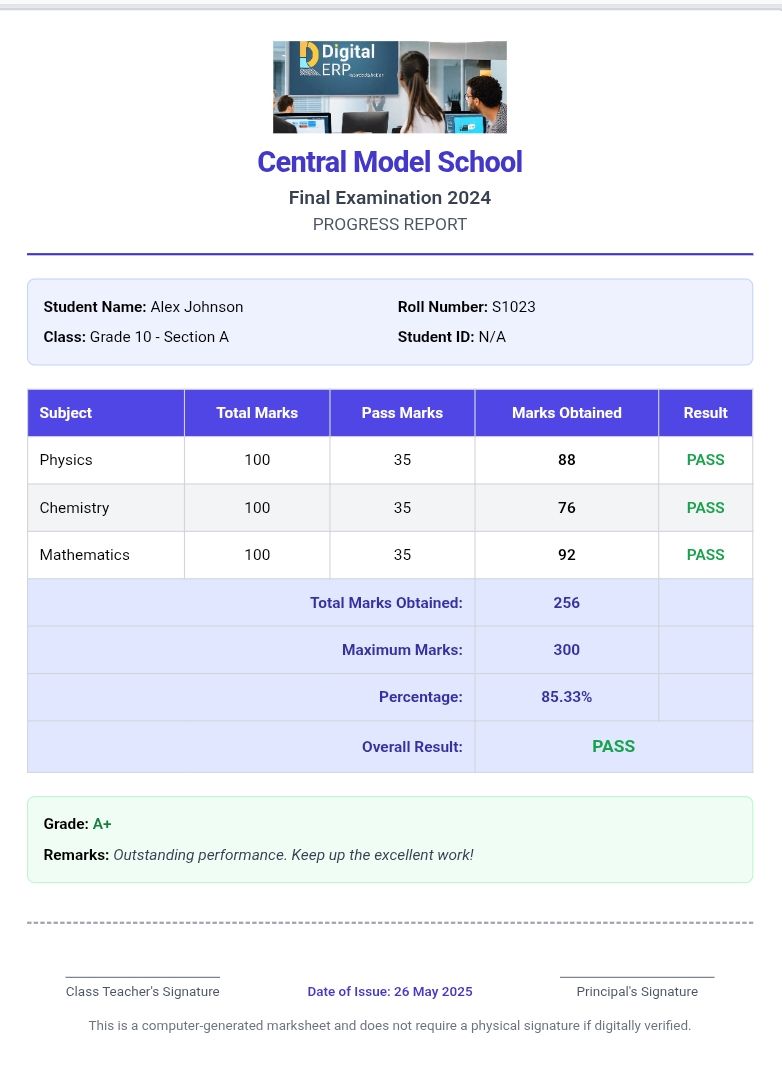 Digital
ERP
Central Model School
Final Examination 2024
PROGRESS REPORT
Student Name: Alex Johnson Roll Number: S1023
Class: Grade 10 - Section A Student ID: N/A
Subject Total Marks Pass Marks Marks Obtained Result
Physics 100 35 88 PASS
Chemistry 100 35 76 PASS
Mathematics 100 35 92 PASS
Total Marks Obtained: 256
Maximum Marks: 300
Percentage: 85.33%
Overall Result: PASS
Grade: A+
Remarks: Outstanding performance. Keep up the excellent work!
Class Teacher's Signature Date of Issue: 26 May 2025 Principal's Signature
This is a computer-generated marksheet and does not require a physical signature if digitally verified.